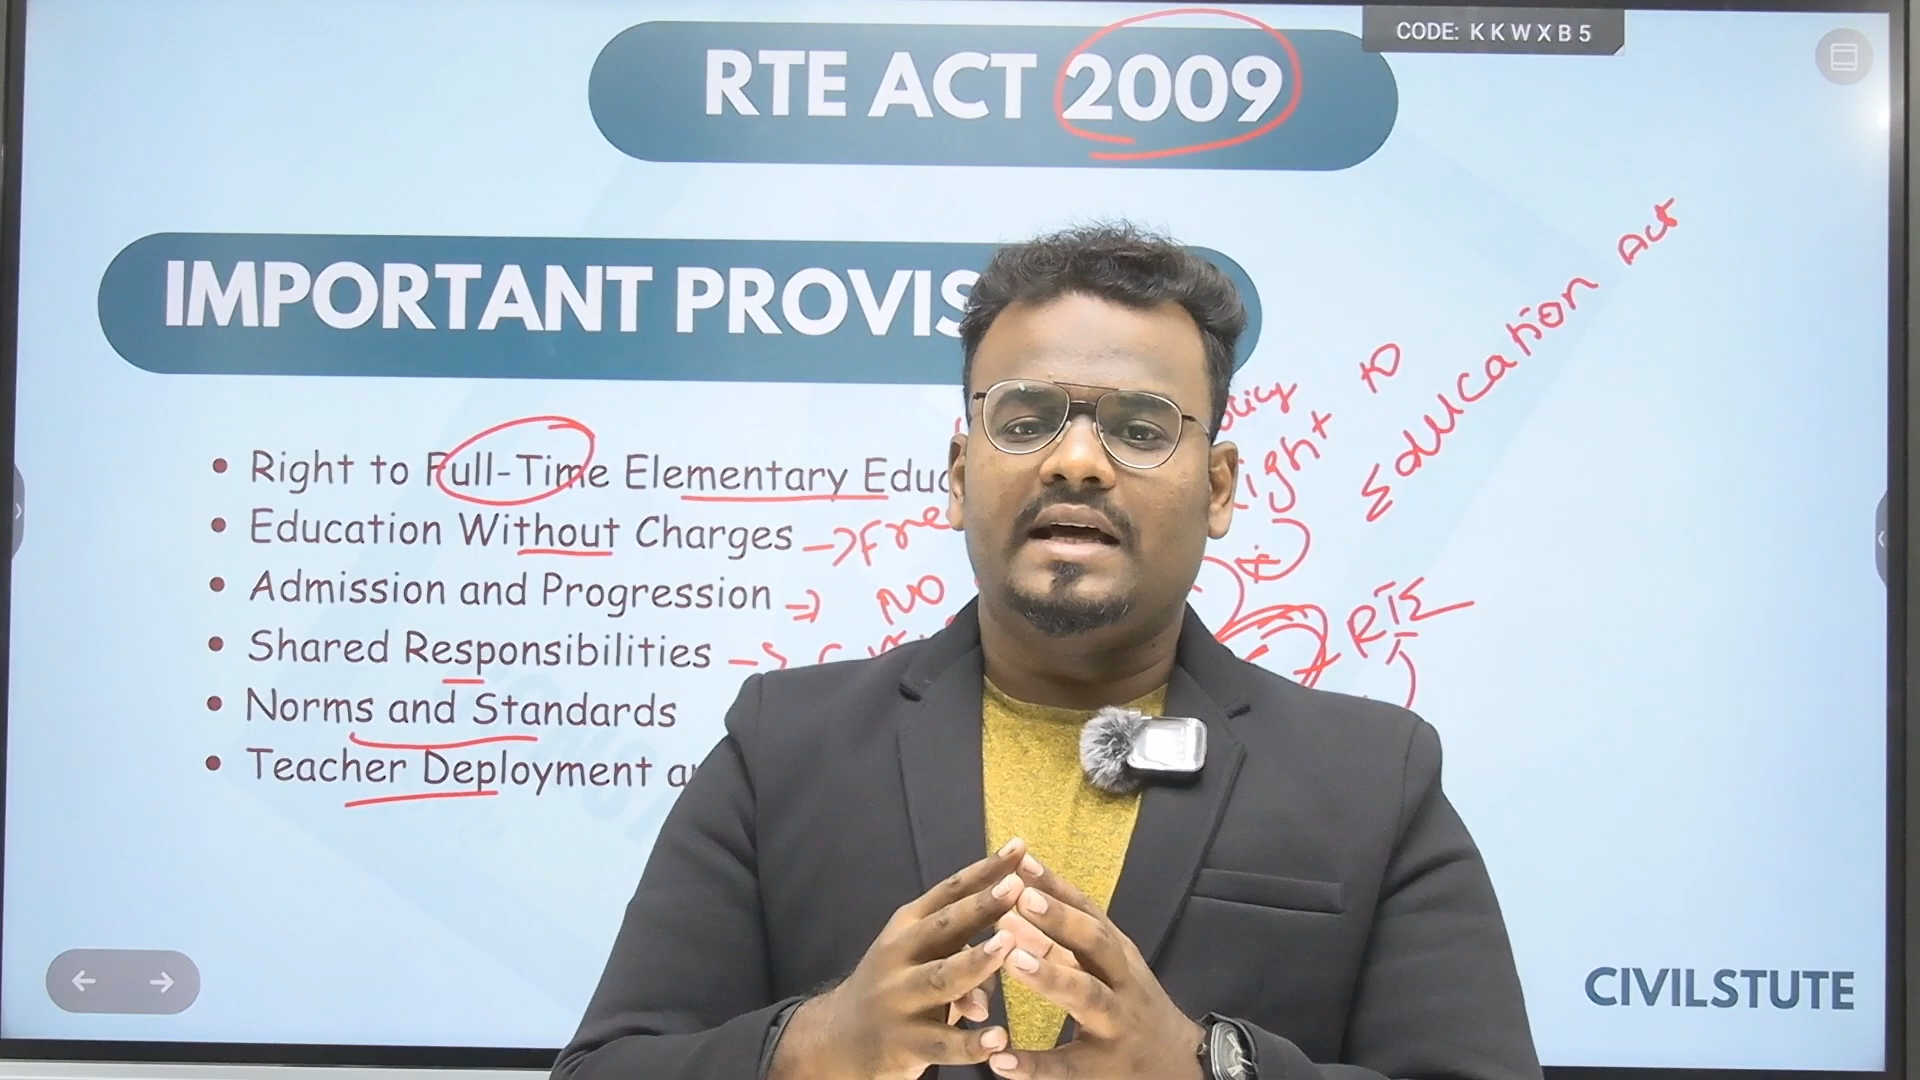 CODE: KKWXB5
RTE ACT 2009
IMPORTANT PROVIS
Act
Education
to
Right to Full-Time Elementary Educ
Education Without Charges → Free
Admission and Progression → NO
RTE
Shared Responsibilities →
Norms and Standards
Teacher Deployment
CIVILSTUTE